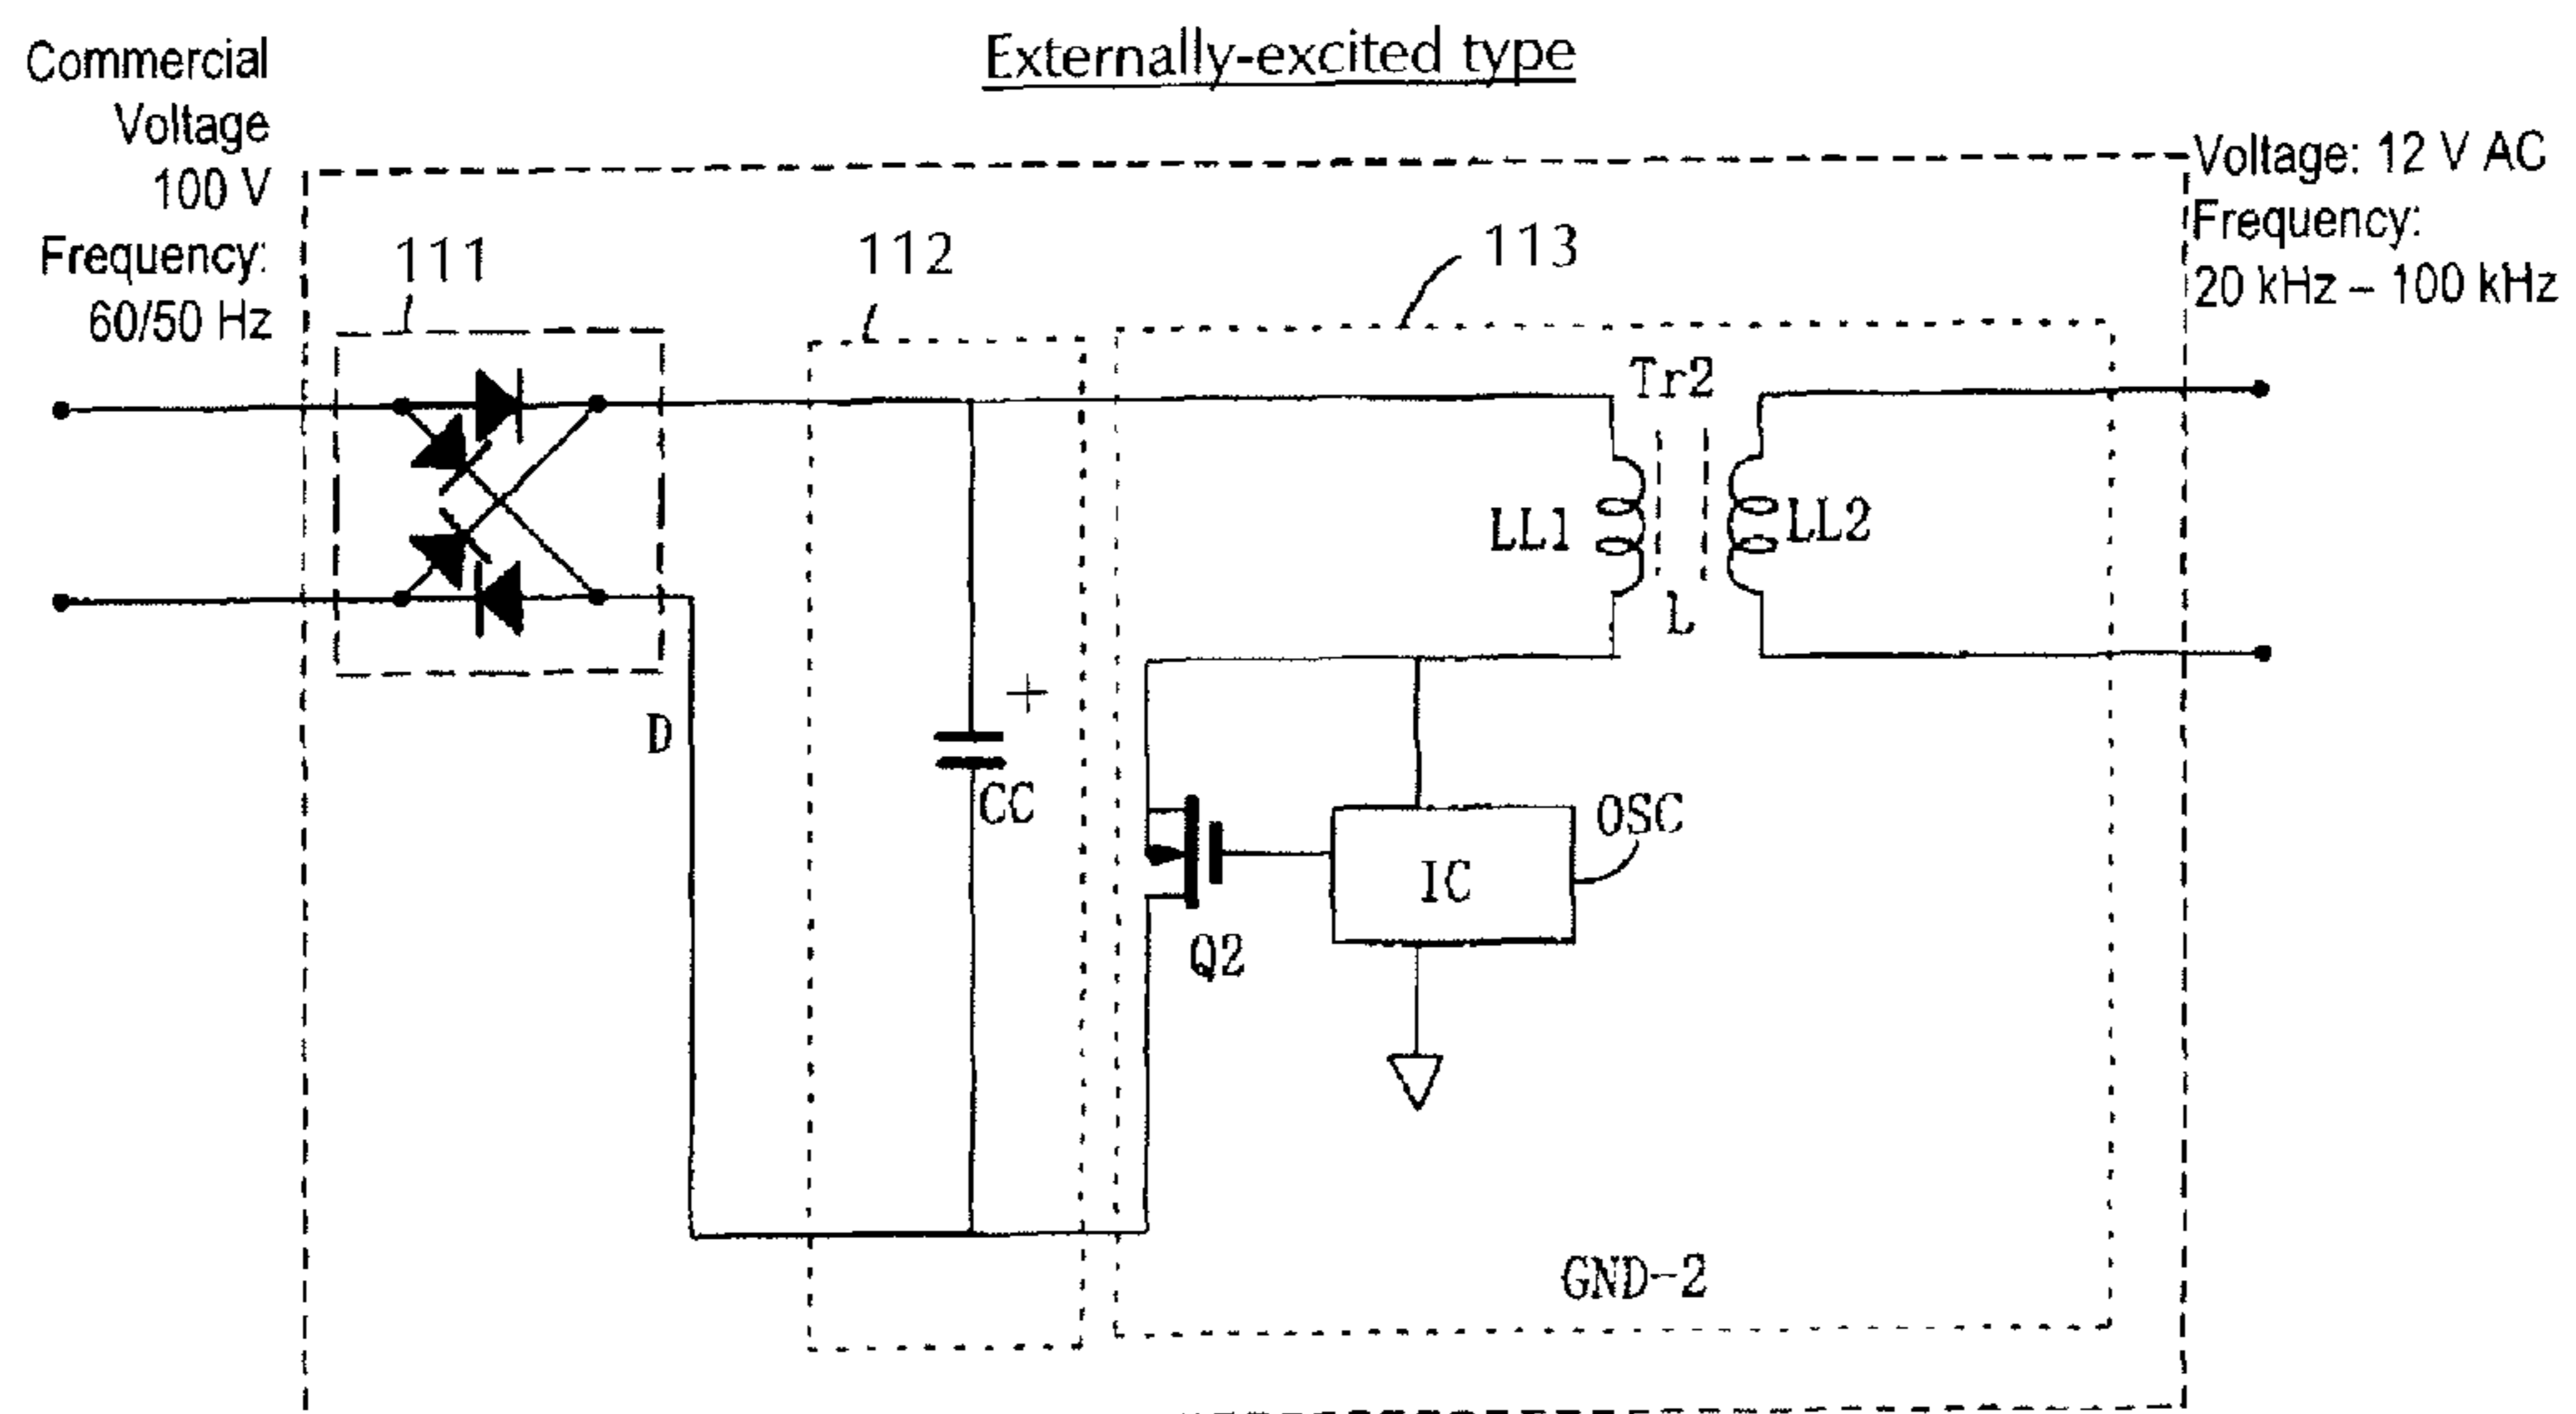 Externally-excited type
Commercial
Voltage
100 V
Frequency:
60/50 Hz
Voltage: 12 V AC
Frequency:
20 kHz – 100 kHz
111
112
113
Tr2
LL1
LL2
L
D
+
CC
OSC
IC
Q2
GND-2